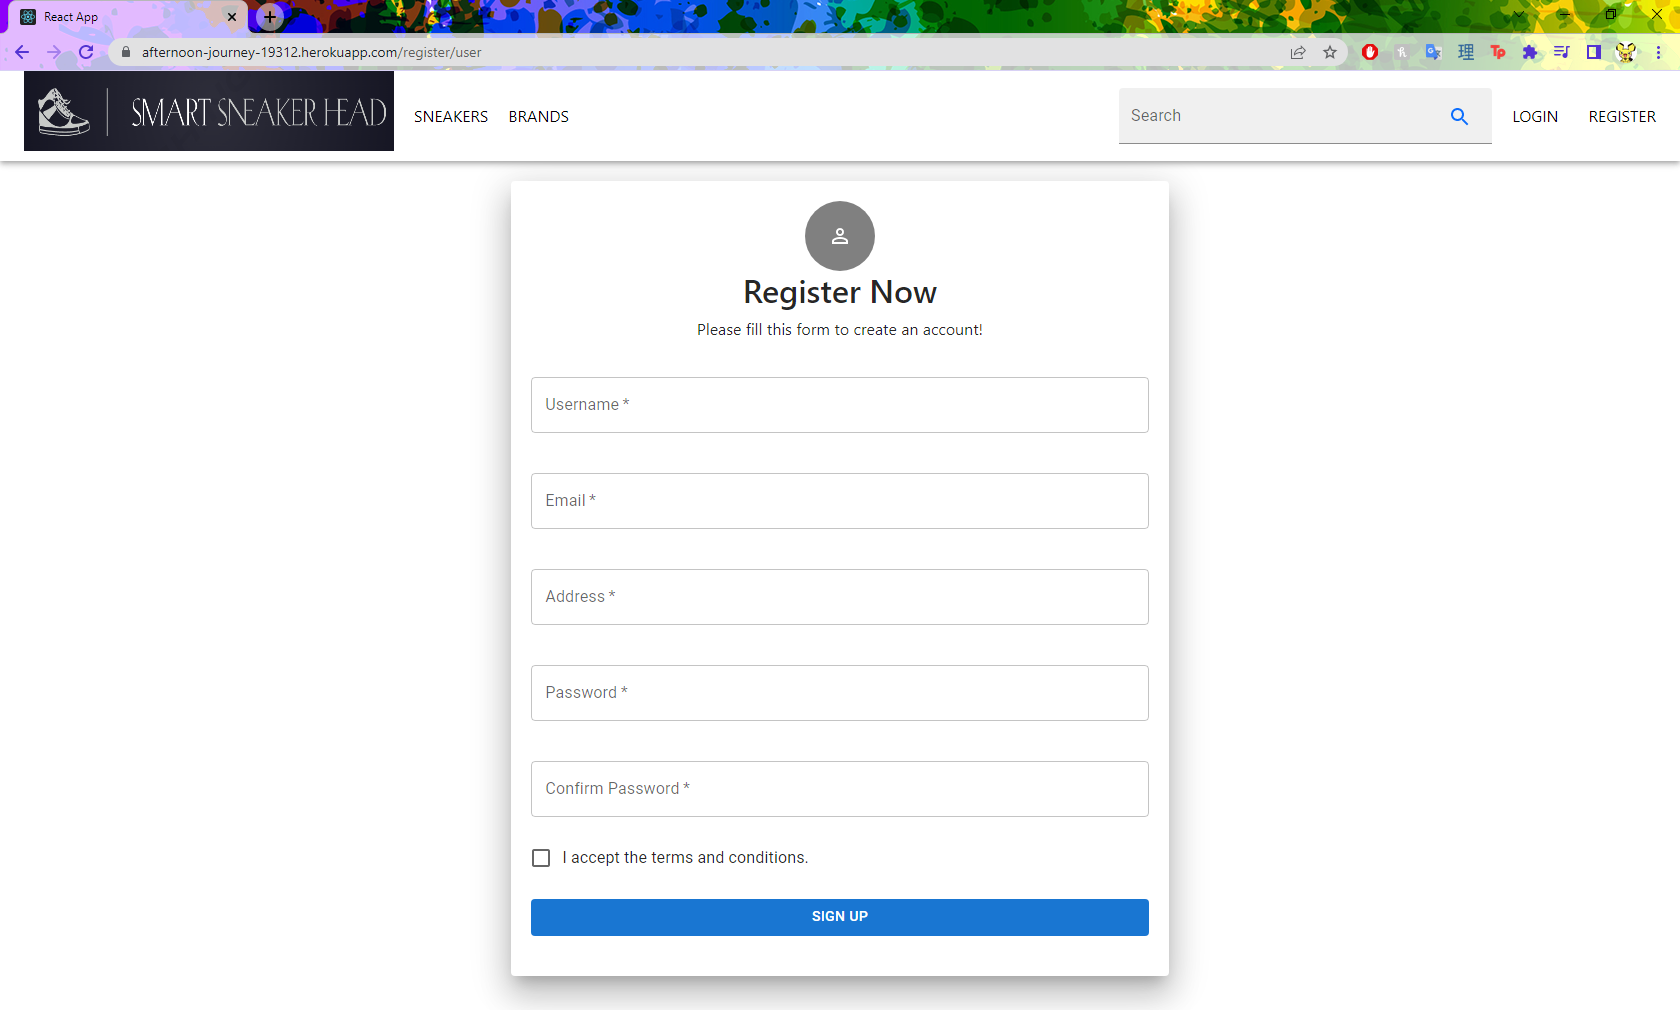 React App
afternoon-journey-19312.herokuapp.com/register/user
SMART SNEAKER HEAD
SNEAKERS
BRANDS
Search
LOGIN
REGISTER
Register Now
Please fill this form to create an account!
Username *
Email *
Address *
Password *
Confirm Password *
I accept the terms and conditions.
SIGN UP